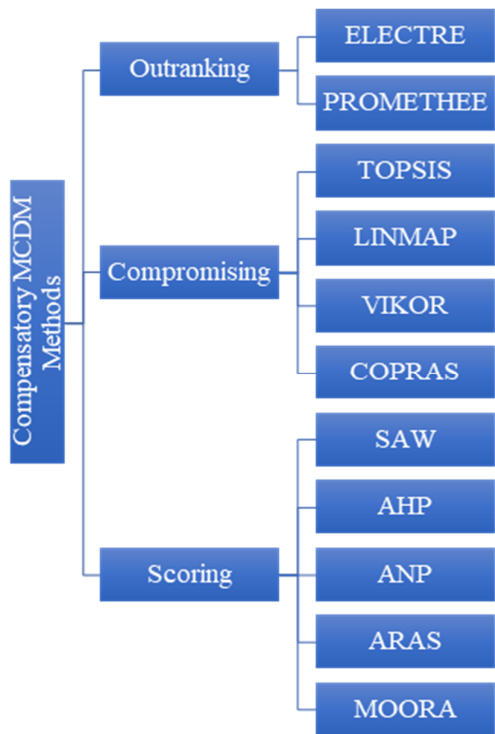 Compensatory MCDM
Methods
Outranking
ELECTRE
PROMETHEE
Compromising
TOPSIS
LINMAP
VIKOR
COPRAS
Scoring
SAW
AHP
ANP
ARAS
MOORA